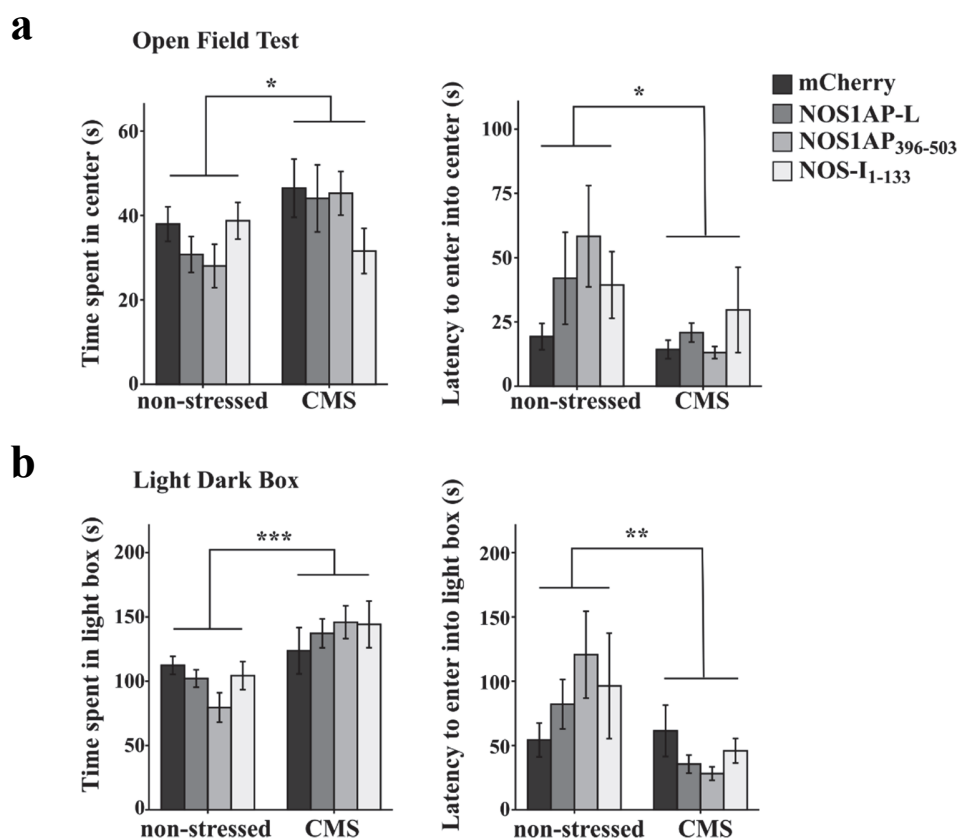 a
Open Field Test
*
Time spent in center (s)
60
40
20
0
non-stressed
CMS
*
Latency to enter into center (s)
100
75
50
25
0
non-stressed
CMS
mCherry
NOS1AP-L
NOS1AP396-503
NOS-I1-133
b
Light Dark Box
***
Time spent in light box (s)
200
150
100
50
0
non-stressed
CMS
**
Latency to enter into light box (s)
200
150
100
50
0
non-stressed
CMS